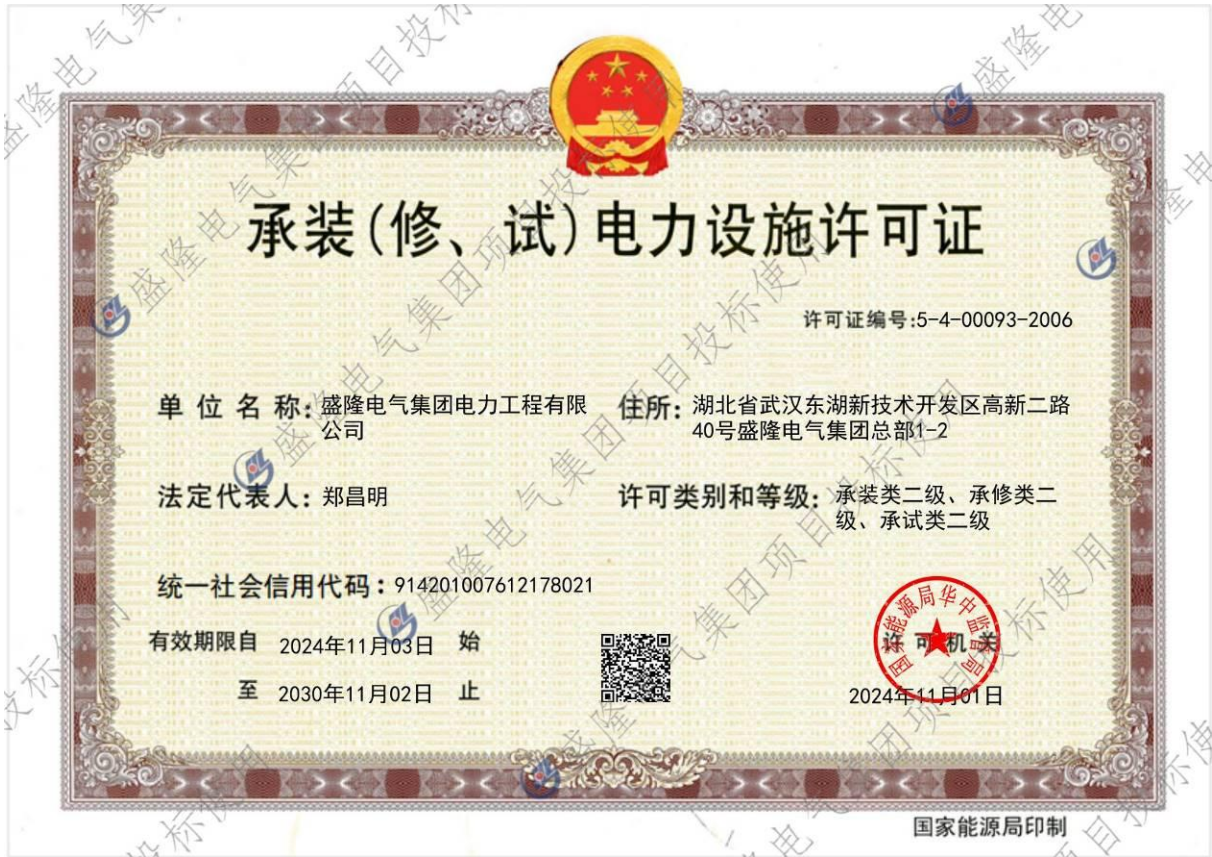 承装(修、试)电力设施许可证
许可证编号:5-4-00093-2006
单位名称:盛隆电气集团电力工程有限
公司
住所:湖北省武汉东湖新技术开发区高新二路
40号盛隆电气集团总部1-2
法定代表人:郑昌明
许可类别和等级:承装类二级、承修类二
级、承试类二级
统一社会信用代码:914201007612178021
有效期限自 2024年11月03日 始
至 2030年11月02日 止
国家能源局华中监管局
许可机关
2024年11月01日
国家能源局印制
盛隆电气集团项目投标使用